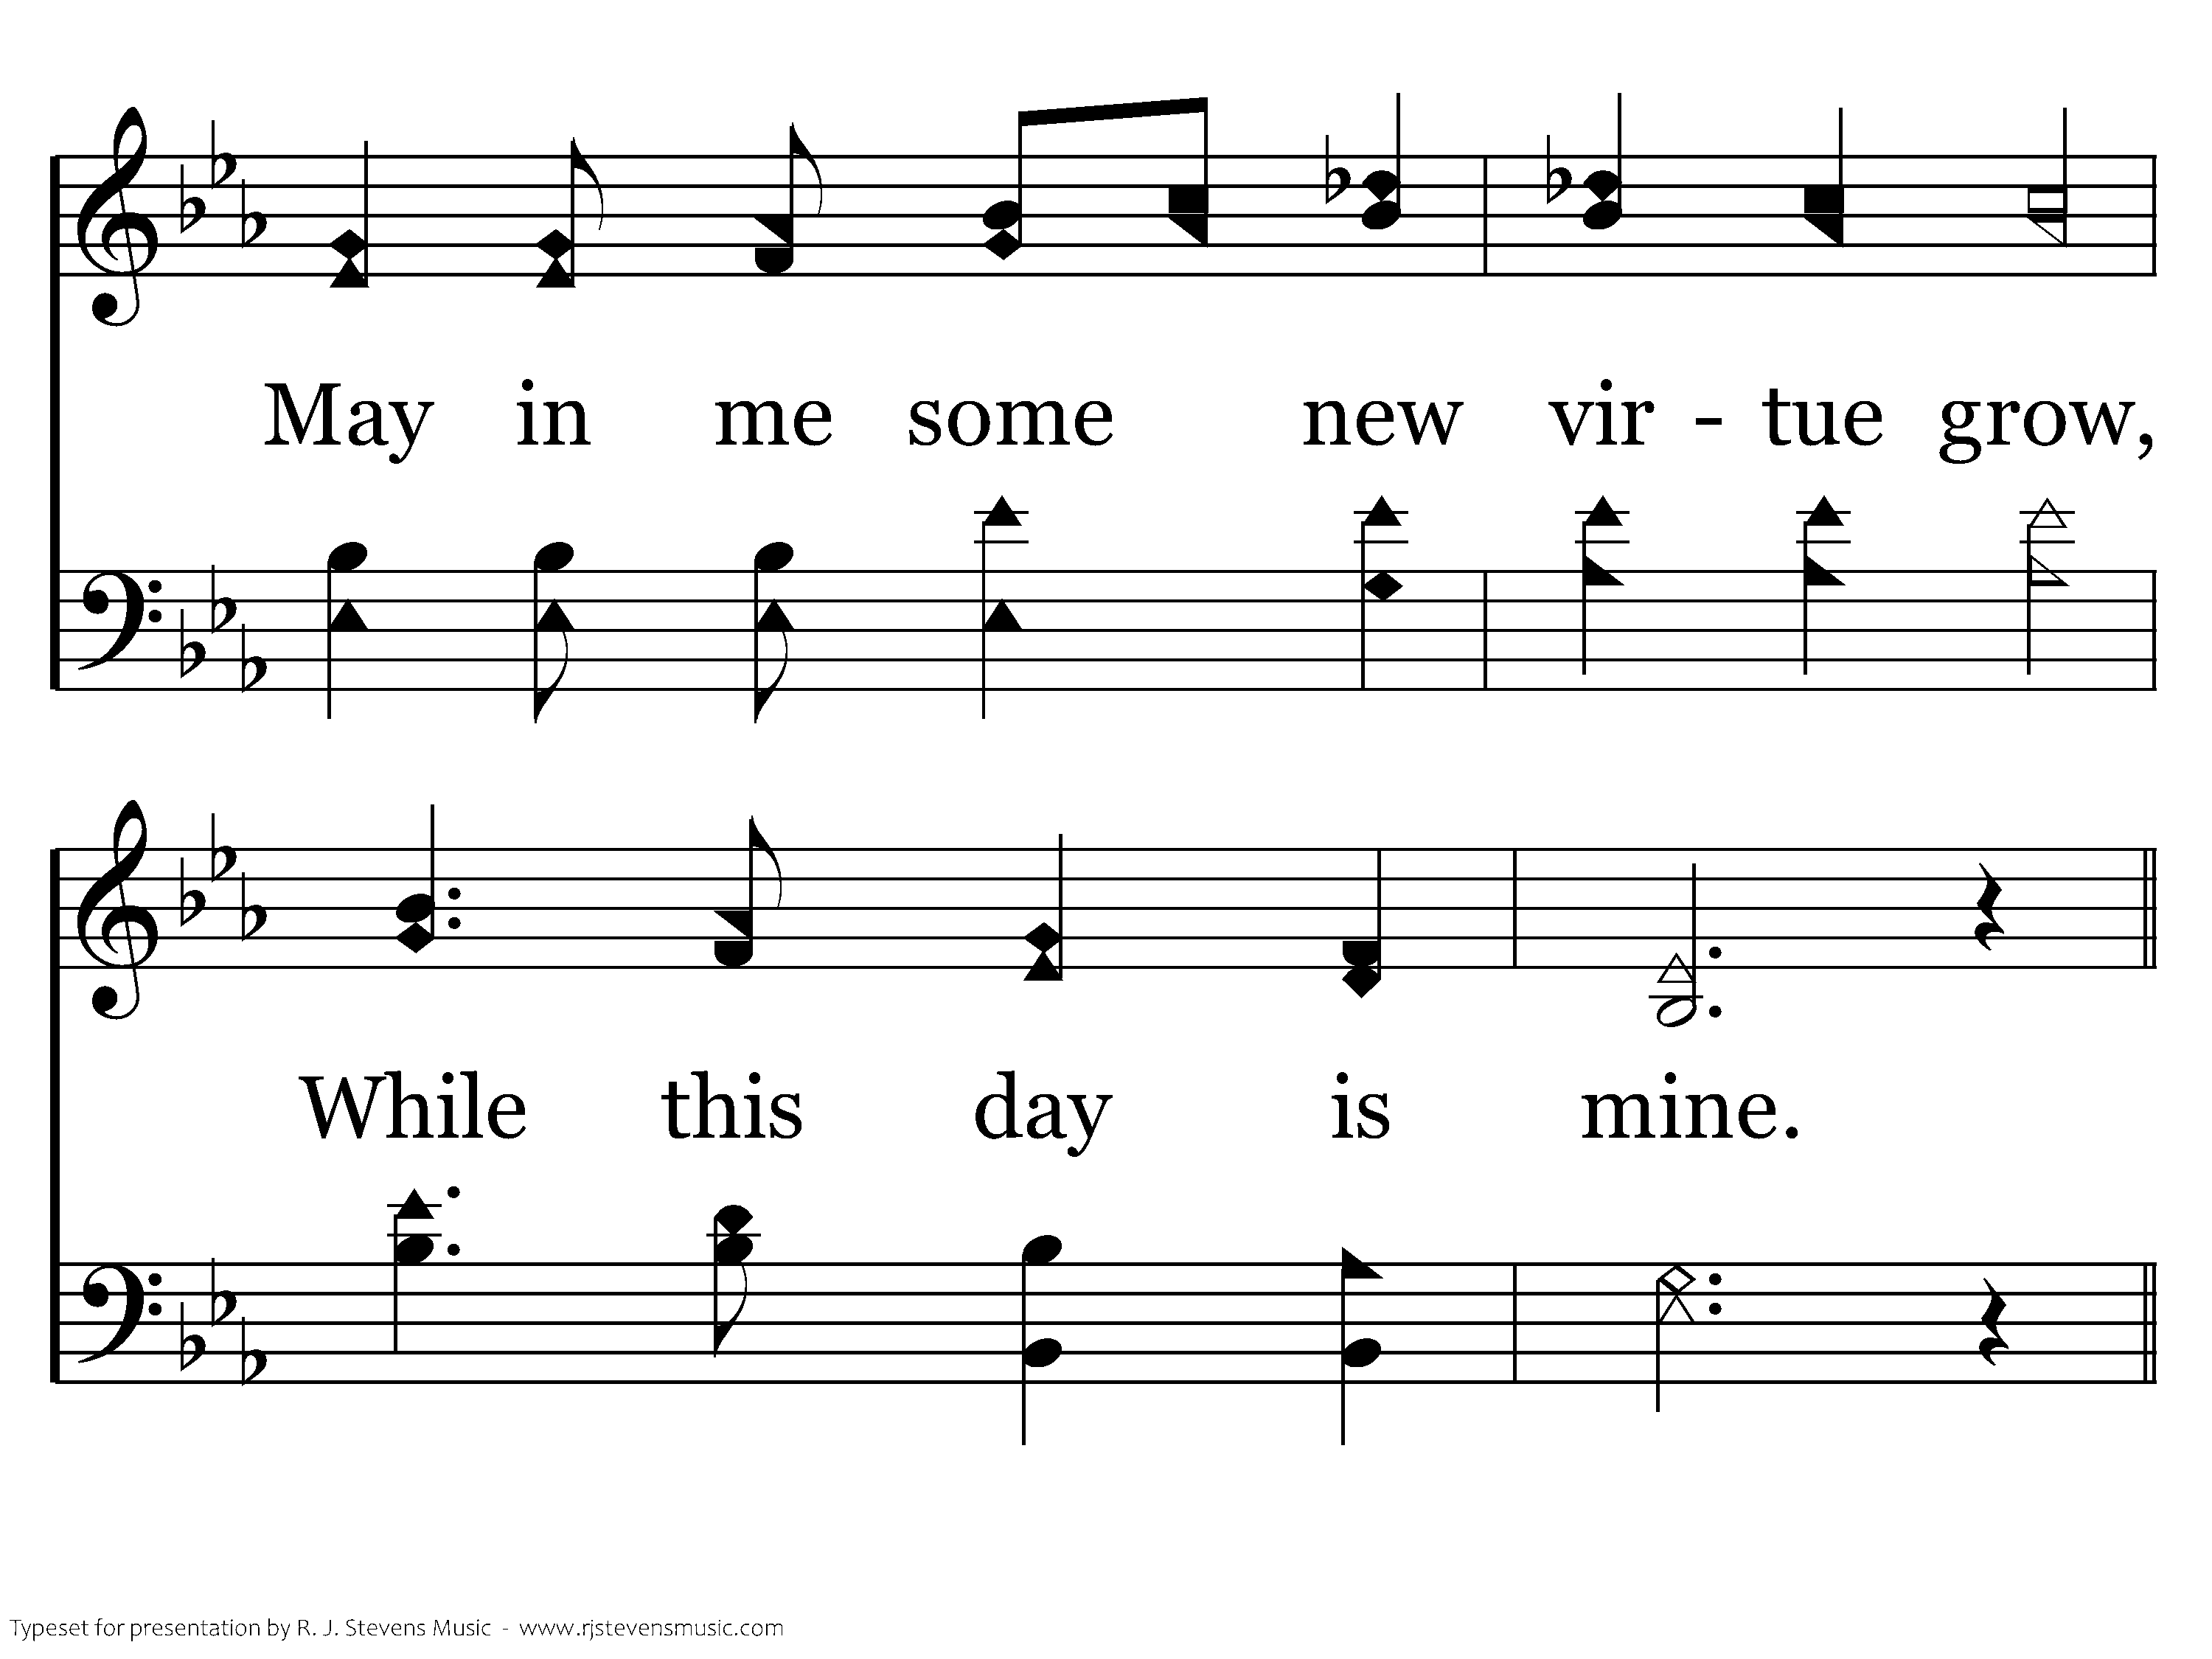 May in me some new vir - tue grow,
While this day is mine.
Typeset for presentation by R. J. Stevens Music - www.rjstevensmusic.com